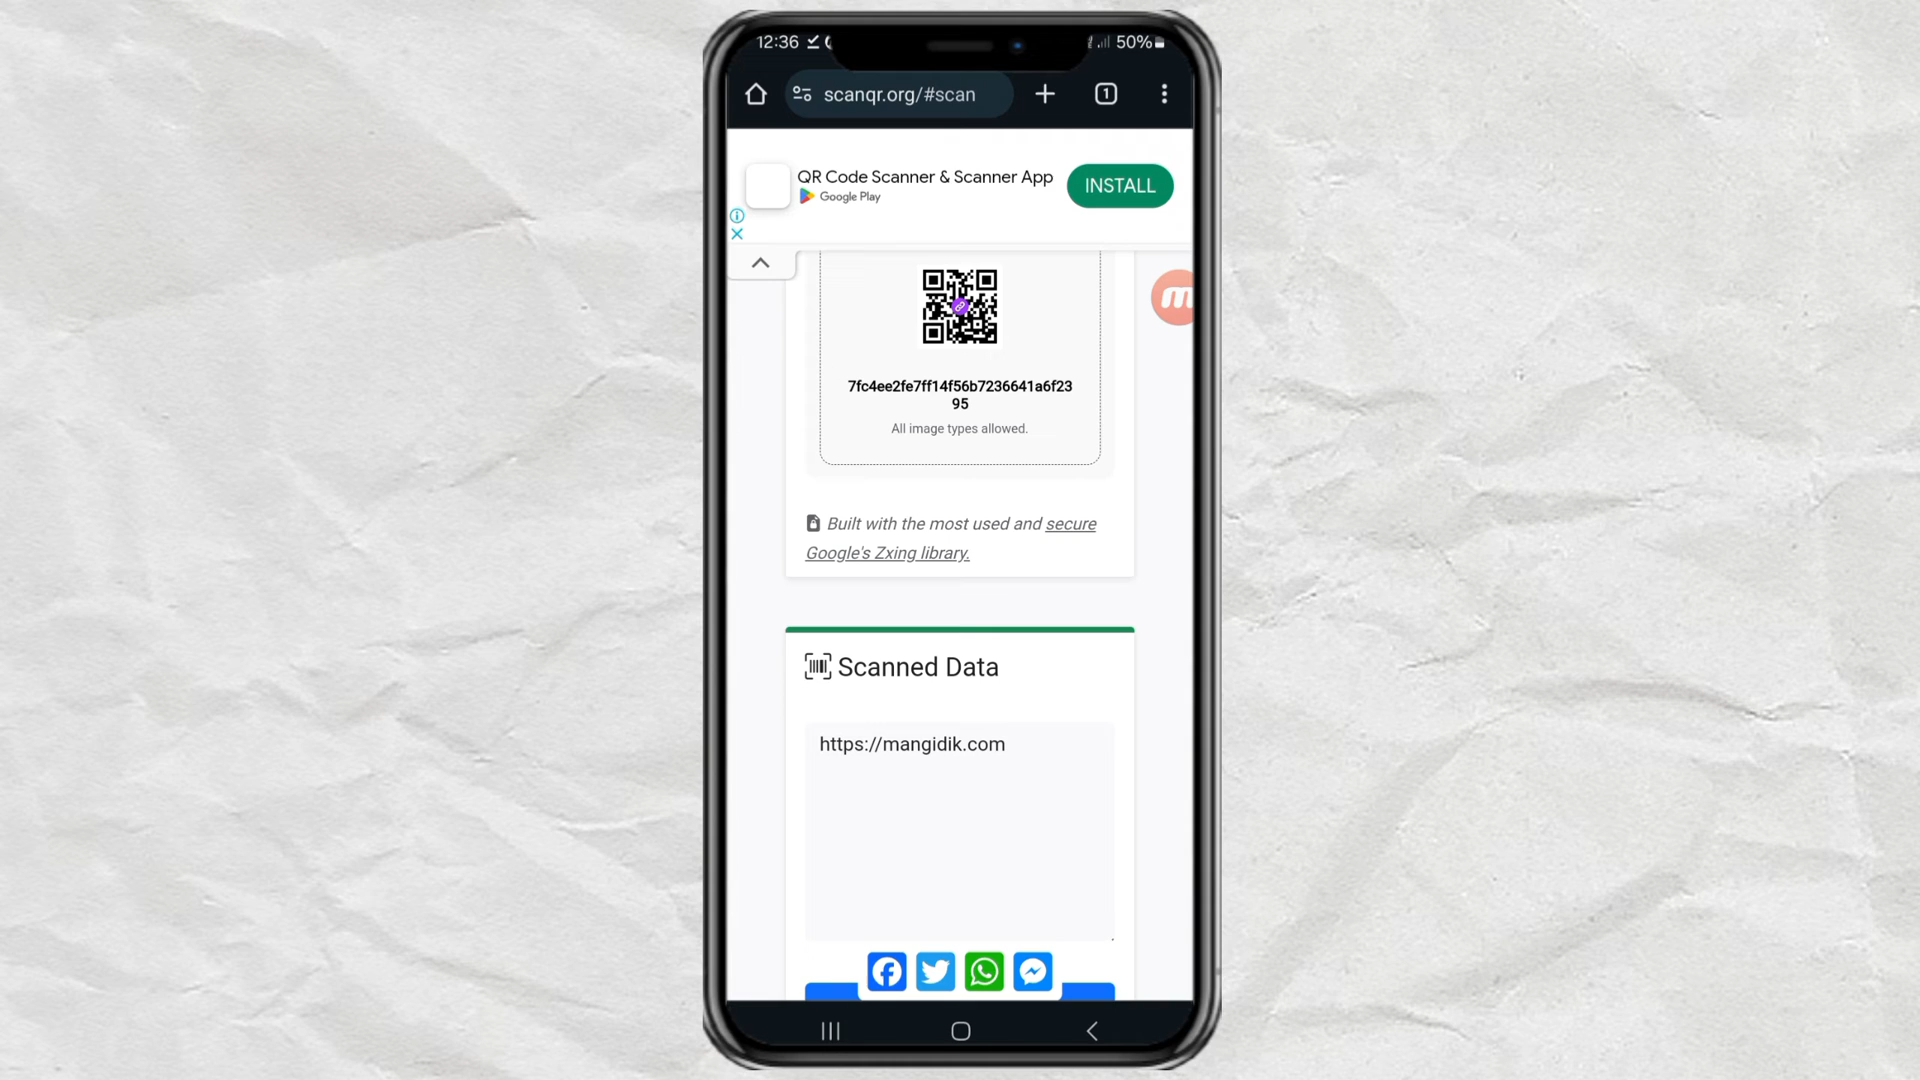 12:36
50%
scanqr.org/#scan
1
QR Code Scanner & Scanner App
INSTALL
Google Play
7fc4ee2fe7ff14f56b7236641a6f23
95
All image types allowed.
Built with the most used and secure
Google's Zxing library.
Scanned Data
https://mangidik.com